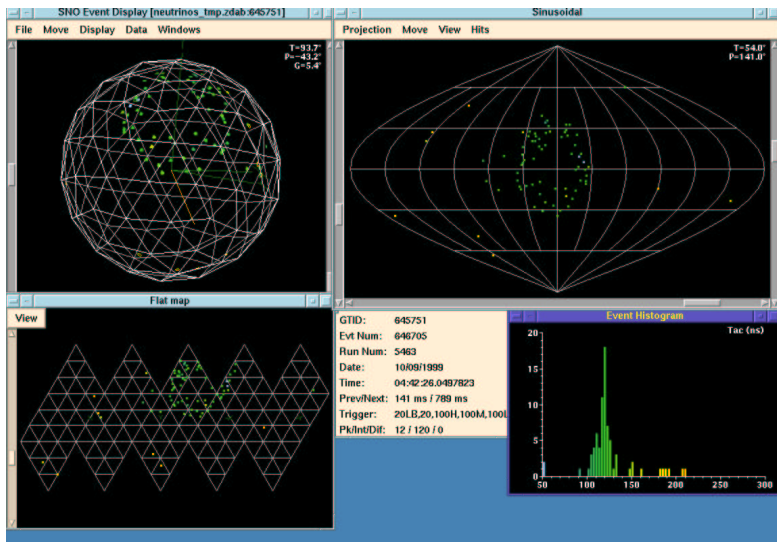 SNO Event Display [neutrinos_tmp.zdab:645751]
File Move Display Data Windows
T=93.7°
P=-43.2°
G=5.4°
Sinusoidal
Projection Move View Hits
T=54.0°
P=141.0°
Flat map
View
GTID: 645751
Evt Num: 646705
Run Num: 5463
Date: 10/09/1999
Time: 04:42:26.0497823
Prev/Next: 141 ms / 789 ms
Trigger: 20LB,20,100H,100M,100L
Pk/Int/Dif: 12 / 120 / 0
Event Histogram
Tac (ns)
20
15
10
5
0
50 100 150 200 250 300